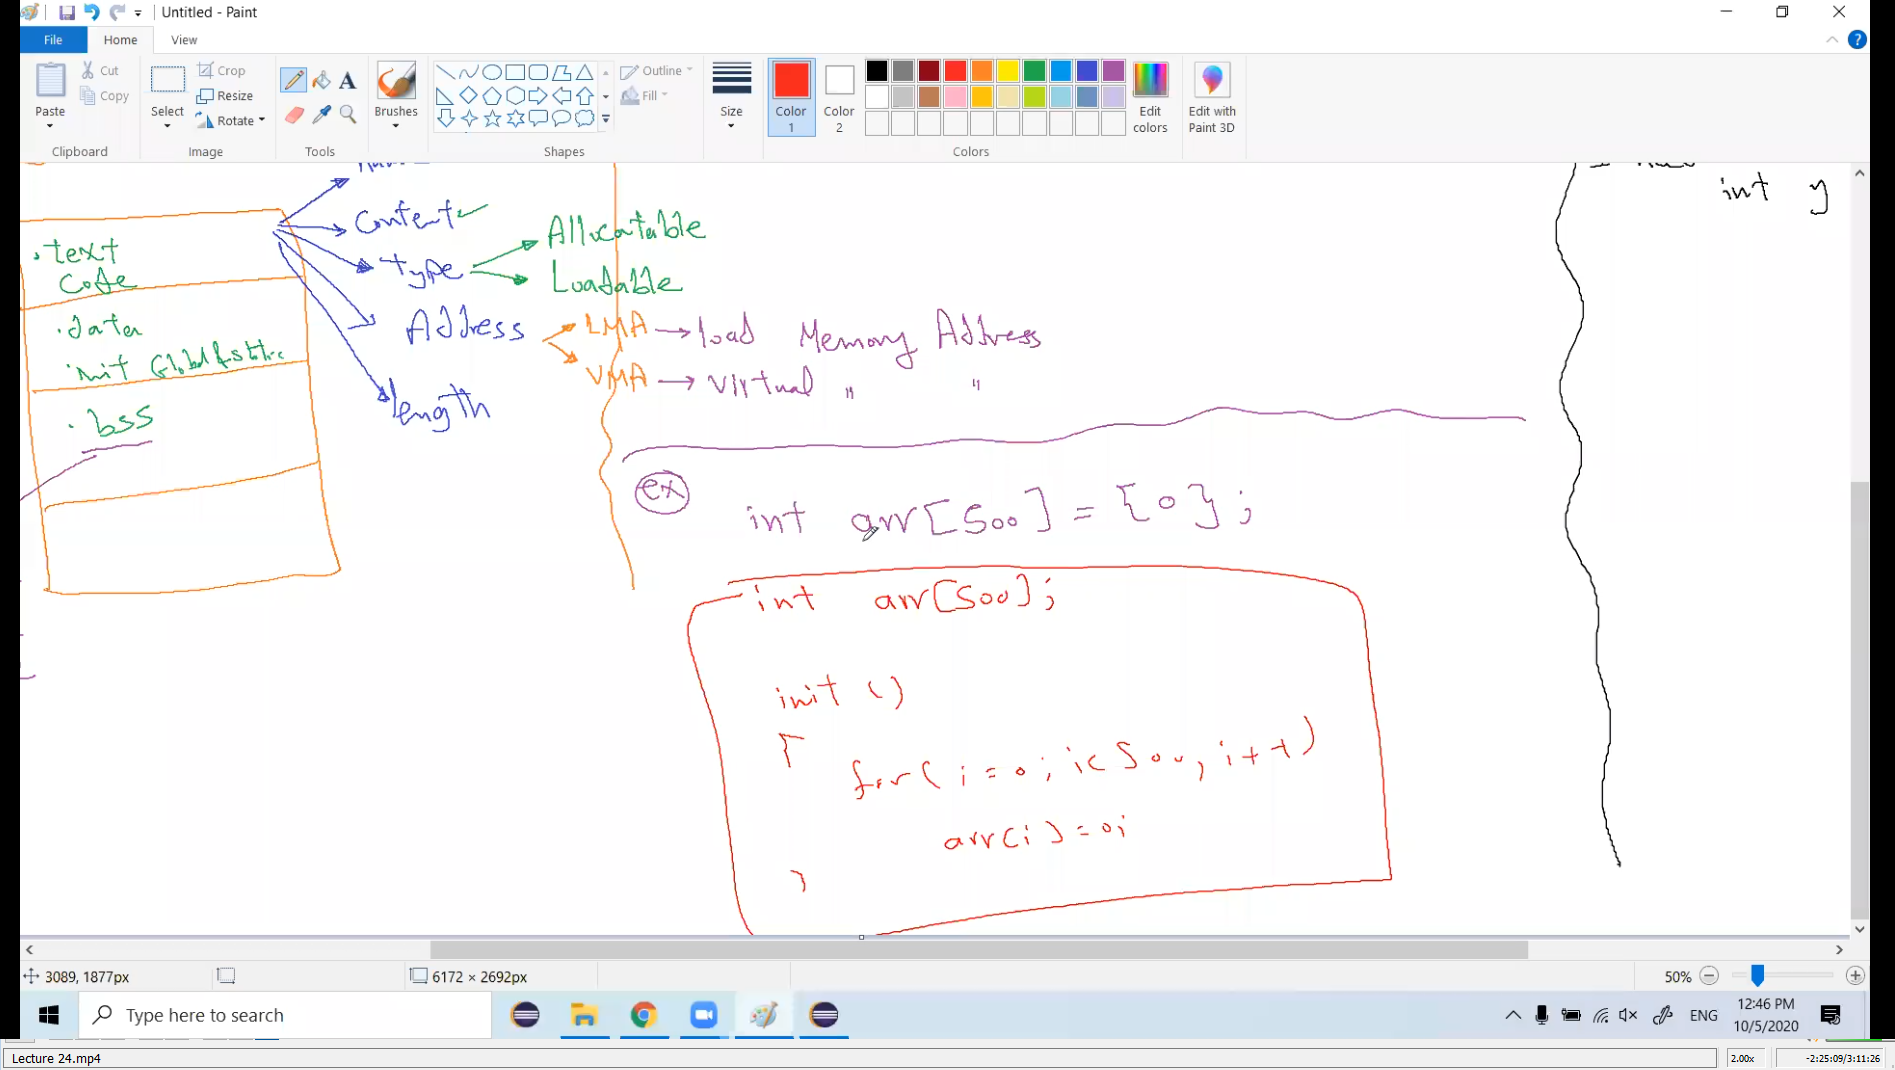 Untitled - Paint
File
Home
View
Paste
Cut
Copy
Clipboard
Select
Crop
Resize
Rotate
Image
Tools
Brushes
Shapes
Outline
Fill
Size
Color 1
Color 2
Edit colors
Edit with Paint 3D
Colors
int y
.text
Code
.data
init Global & static
.bss
Content
type
Allocatable
Loadable
Address
LMA → load Memory Address
VMA → virtual " "
length
ex
int arr[500] = {0};
int arr[500];
init ()
{
for( i = 0; i< 500, i++)
arr(i) = 0;
}
3089, 1877px
6172 × 2692px
50%
Type here to search
ENG
12:46 PM
10/5/2020
Lecture 24.mp4
2.00x
-2:25:09/3:11:26